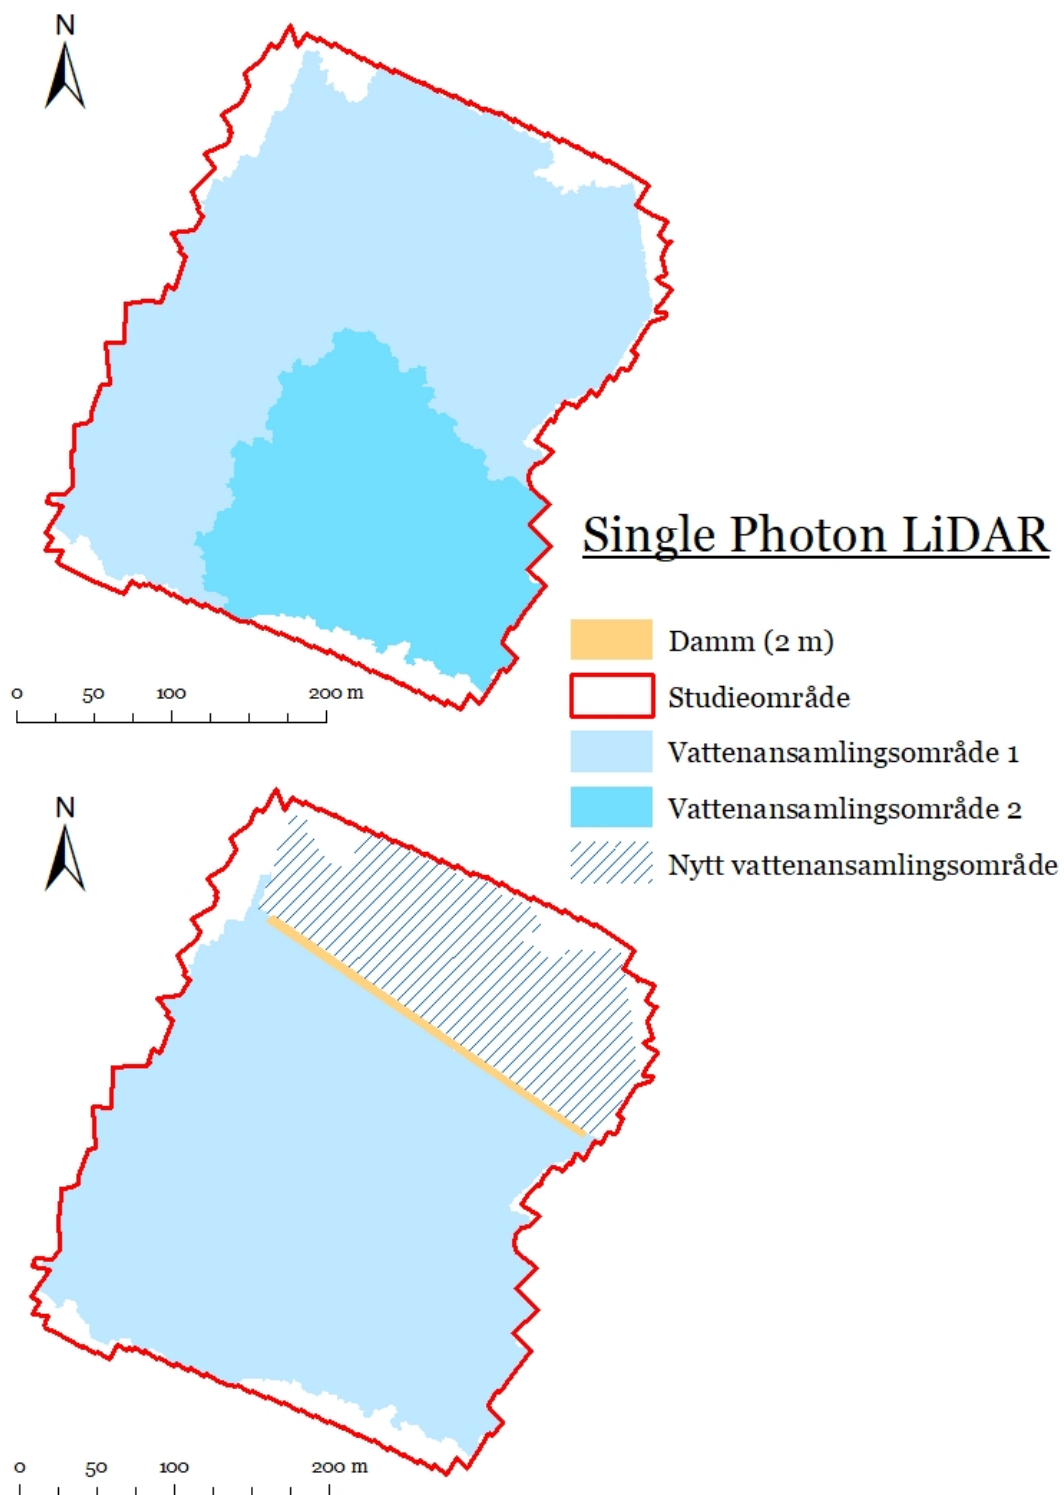 N
0 50 100 200 m
Single Photon LiDAR
Damm (2 m)
Studieområde
Vattenansamlingsområde 1
Vattenansamlingsområde 2
Nytt vattenansamlingsområde
N
0 50 100 200 m